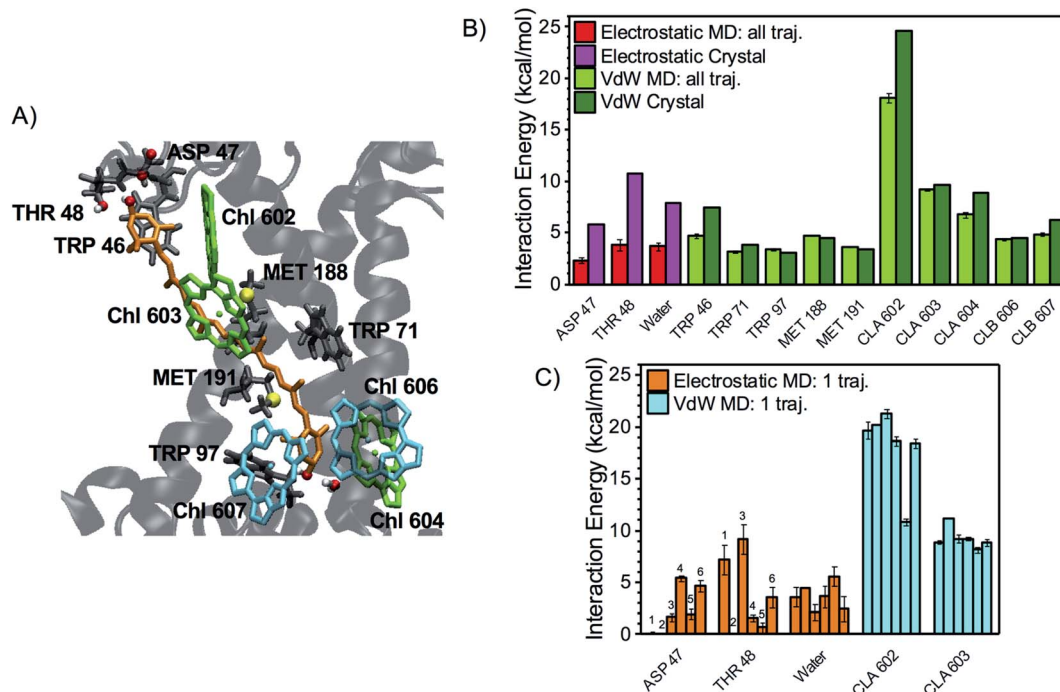 A)
ASP 47
THR 48
TRP 46
Chl 602
MET 188
Chl 603
TRP 71
MET 191
Chl 606
TRP 97
Chl 607
Chl 604
B)
Interaction Energy (kcal/mol)
25
20
15
10
5
0
Electrostatic MD: all traj.
Electrostatic Crystal
VdW MD: all traj.
VdW Crystal
ASP 47
THR 48
Water
TRP 46
TRP 71
TRP 97
MET 188
MET 191
CLA 602
CLA 603
CLA 604
CLB 606
CLB 607
C)
Interaction Energy (kcal/mol)
25
20
15
10
5
0
Electrostatic MD: 1 traj.
VdW MD: 1 traj.
1 2 3 4 5 6
1 2 3 4 5 6
ASP 47
THR 48
Water
CLA 602
CLA 603